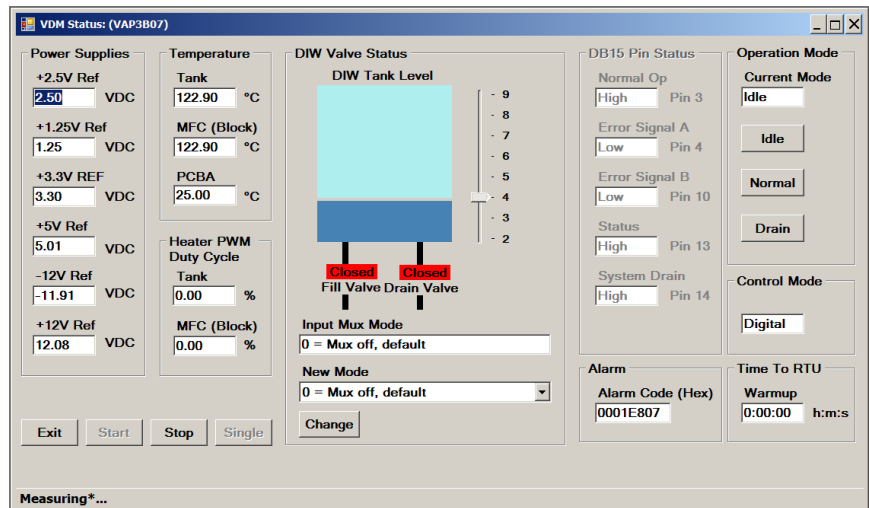 VDM Status: (VAP3B07)
Power Supplies
+2.5V Ref
2.50 VDC
+1.25V Ref
1.25 VDC
+3.3V REF
3.30 VDC
+5V Ref
5.01 VDC
-12V Ref
-11.91 VDC
+12V Ref
12.08 VDC
Temperature
Tank
122.90 °C
MFC (Block)
122.90 °C
PCBA
25.00 °C
Heater PWM
Duty Cycle
Tank
0.00 %
MFC (Block)
0.00 %
Exit Start Stop Single
DIW Valve Status
DIW Tank Level
- 9
- 8
- 7
- 6
- 5
- 4
- 3
- 2
Closed Closed
Fill Valve Drain Valve
Input Mux Mode
0 = Mux off, default
New Mode
0 = Mux off, default
Change
DB15 Pin Status
Normal Op
High Pin 3
Error Signal A
Low Pin 4
Error Signal B
Low Pin 10
Status
High Pin 13
System Drain
High Pin 14
Alarm
Alarm Code (Hex)
0001E807
Operation Mode
Current Mode
Idle
Idle
Normal
Drain
Control Mode
Digital
Time To RTU
Warmup
0:00:00 h:m:s
Measuring*...